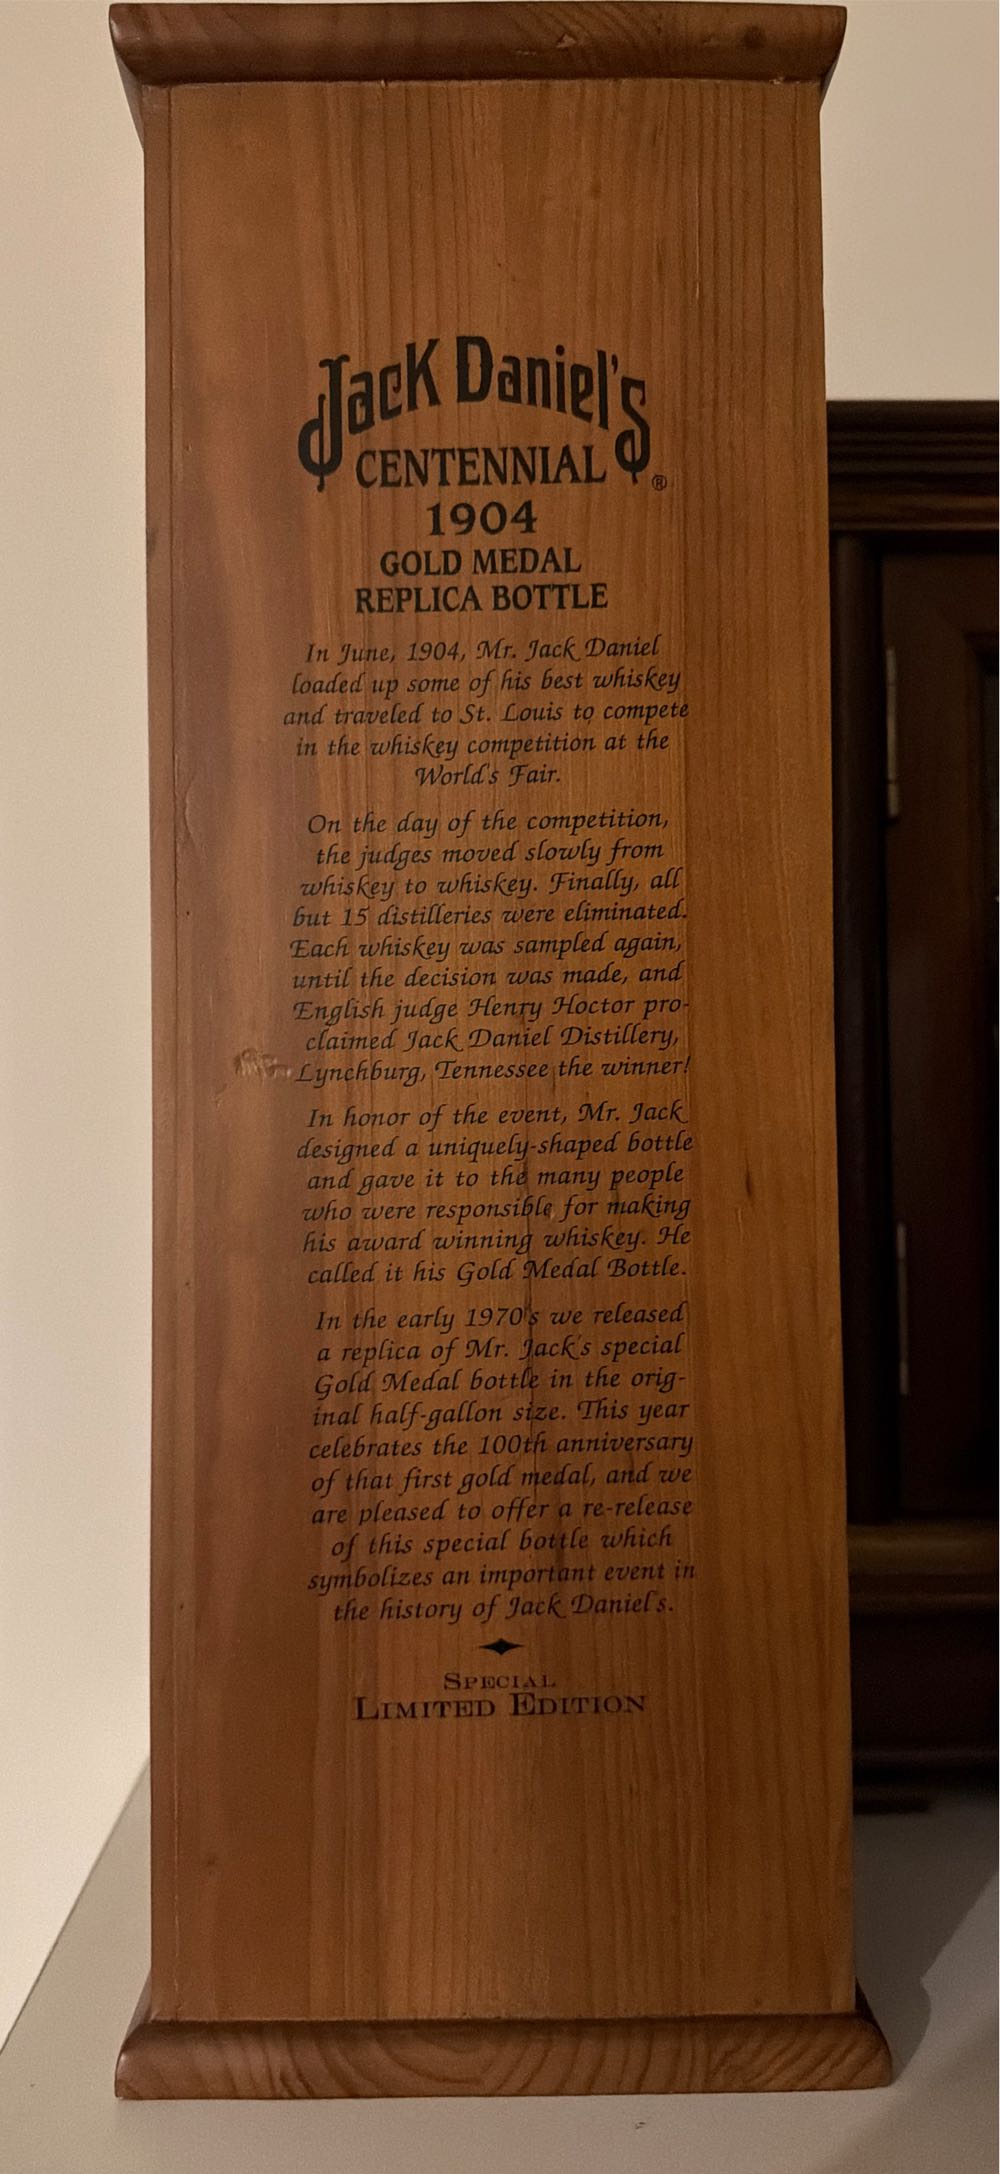 Jack Daniel's
CENTENNIAL ®
1904
GOLD MEDAL
REPLICA BOTTLE
In June, 1904, Mr. Jack Daniel
loaded up some of his best whiskey
and traveled to St. Louis to compete
in the whiskey competition at the
World's Fair.
On the day of the competition,
the judges moved slowly from
whiskey to whiskey. Finally, all
but 15 distilleries were eliminated.
Each whiskey was sampled again,
until the decision was made, and
English judge Henry Hoctor pro-
claimed Jack Daniel Distillery,
Lynchburg, Tennessee the winner!
In honor of the event, Mr. Jack
designed a uniquely-shaped bottle
and gave it to the many people
who were responsible for making
his award winning whiskey. He
called it his Gold Medal Bottle.
In the early 1970's we released
a replica of Mr. Jack's special
Gold Medal bottle in the orig-
inal half-gallon size. This year
celebrates the 100th anniversary
of that first gold medal, and we
are pleased to offer a re-release
of this special bottle which
symbolizes an important event in
the history of Jack Daniel's.
SPECIAL
LIMITED EDITION